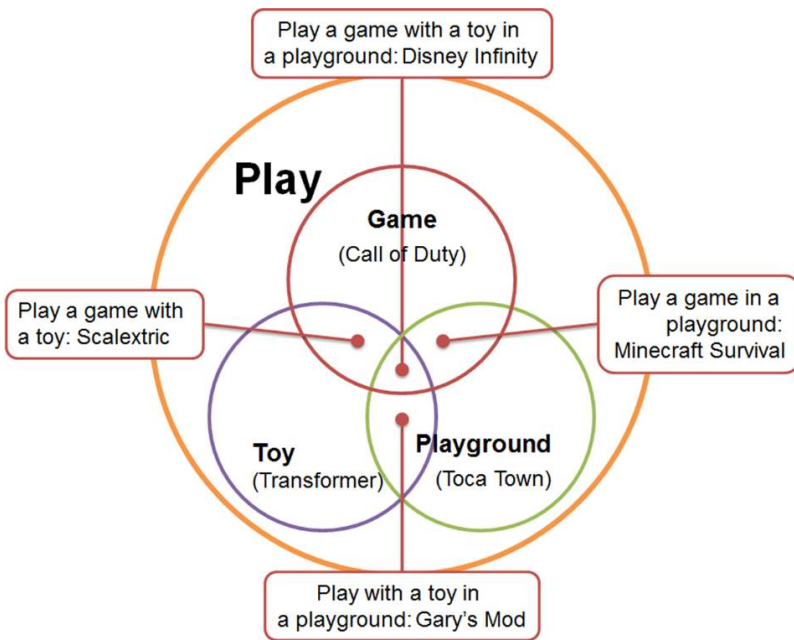 Play a game with a toy in
a playground: Disney Infinity
Play
Game
(Call of Duty)
Play a game with
a toy: Scalextric
Play a game in a
playground:
Minecraft Survival
Toy
(Transformer)
Playground
(Toca Town)
Play with a toy in
a playground: Gary's Mod